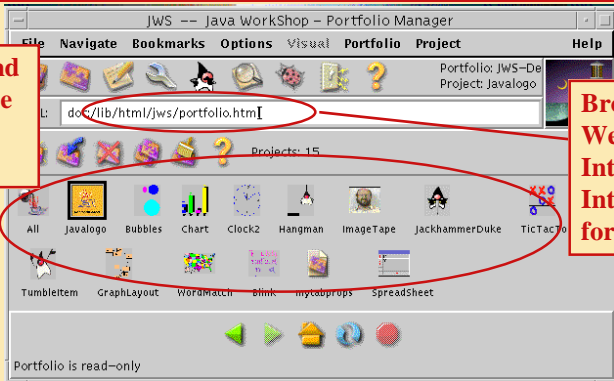 JWS -- Java WorkShop – Portfolio Manager
File Navigate Bookmarks Options Visual Portfolio Project Help
Portfolio: JWS–De
Project: Javalogo
doc:/lib/html/jws/portfolio.html
Projects: 15
All Javalogo Bubbles Chart Clock2 Hangman ImageTape JackhammerDuke TicTacTo
TumbleItem GraphLayout WordMatch Blink mytabprops SpreadSheet
Portfolio is read–only
nd
e
Bro
We
Int
Int
for